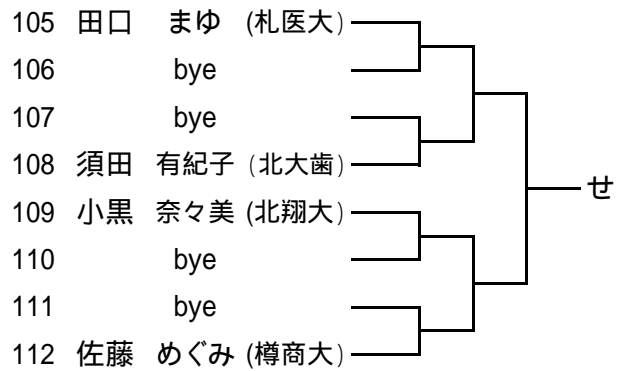 105 田口 まゆ (札医大)
106 bye
107 bye
108 須田 有紀子 (北大歯)
109 小黒 奈々美 (北翔大)
110 bye
111 bye
112 佐藤 めぐみ (樽商大)
せ